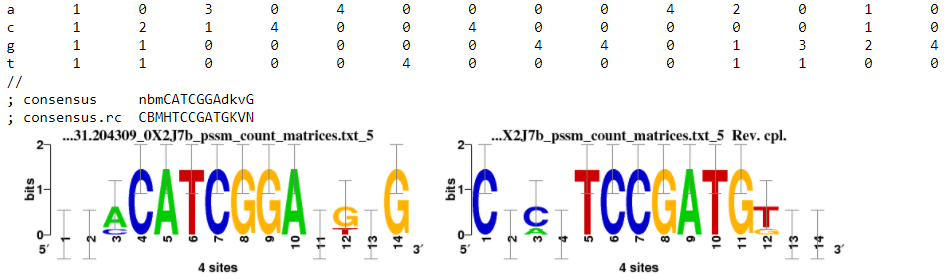 a 1 0 3 0 4 0 0 0 0 4 2 0 1 0
c 1 2 1 4 0 0 4 0 0 0 0 0 1 0
g 1 1 0 0 0 0 0 4 4 0 1 3 2 4
t 1 1 0 0 0 4 0 0 0 0 1 1 0 0
//
; consensus nbmCATCGGAdkvG
; consensus.rc CBMHTCCGATGKVN
...31.204309_0X2J7b_pssm_count_matrices.txt_5
2
bits
1
0
A C CATCGGA G T G
5′ 1 2 3 4 5 6 7 8 9 10 11 12 13 14 3′
4 sites
...X2J7b_pssm_count_matrices.txt_5 Rev. cpl.
2
bits
1
0
C C A TCCGATG T G
5′ 1 2 3 4 5 6 7 8 9 10 11 12 13 14 3′
4 sites